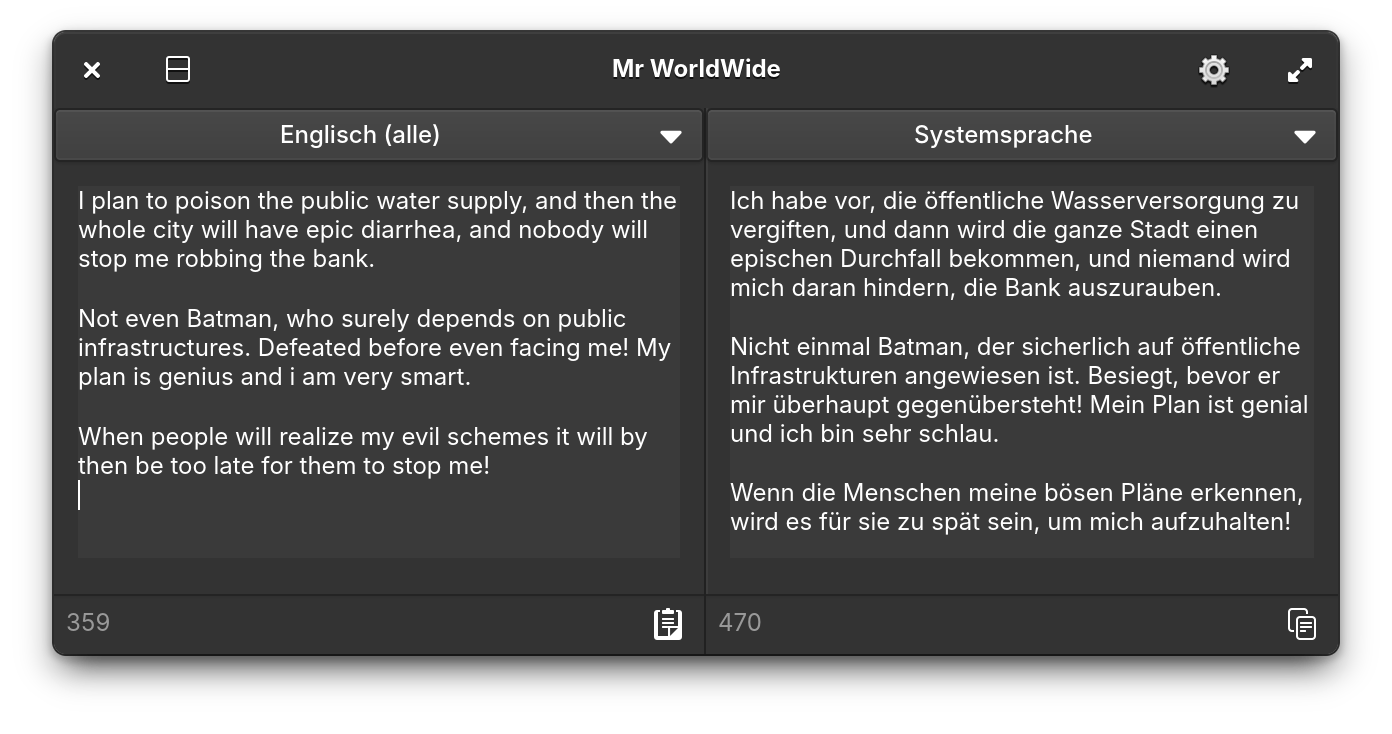 Mr WorldWide
Englisch (alle)
Systemsprache
I plan to poison the public water supply, and then the
whole city will have epic diarrhea, and nobody will
stop me robbing the bank.
Not even Batman, who surely depends on public
infrastructures. Defeated before even facing me! My
plan is genius and i am very smart.
When people will realize my evil schemes it will by
then be too late for them to stop me!
Ich habe vor, die öffentliche Wasserversorgung zu
vergiften, und dann wird die ganze Stadt einen
epischen Durchfall bekommen, und niemand wird
mich daran hindern, die Bank auszurauben.
Nicht einmal Batman, der sicherlich auf öffentliche
Infrastrukturen angewiesen ist. Besiegt, bevor er
mir überhaupt gegenübersteht! Mein Plan ist genial
und ich bin sehr schlau.
Wenn die Menschen meine bösen Pläne erkennen,
wird es für sie zu spät sein, um mich aufzuhalten!
359
470